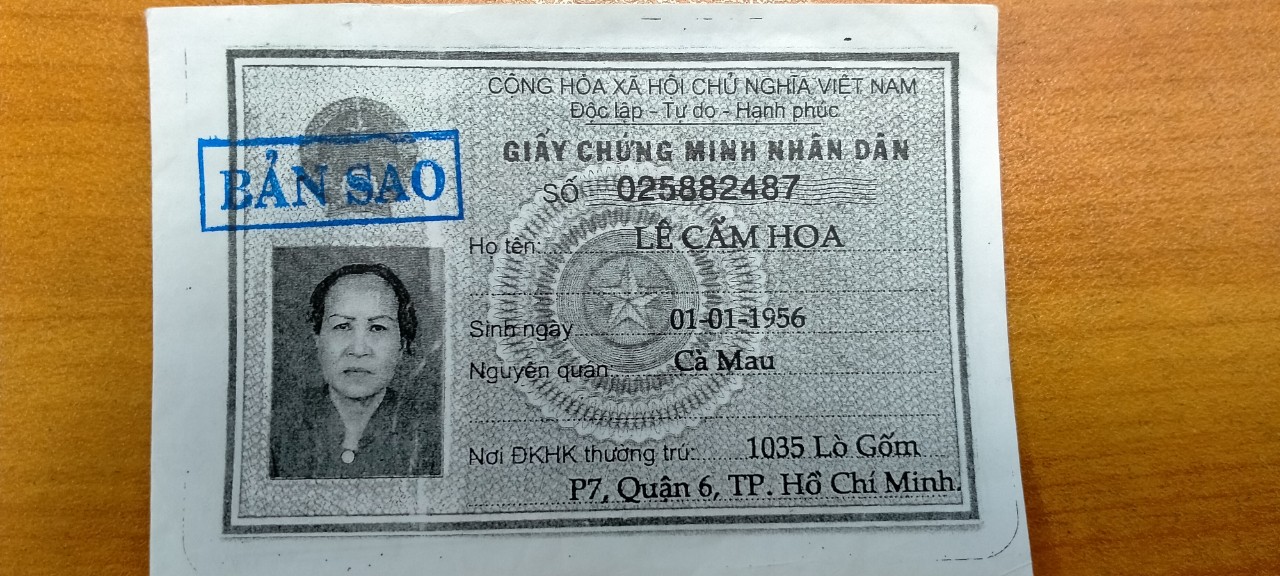 CỘNG HÒA XÃ HỘI CHỦ NGHĨA VIỆT NAM
Độc lập - Tự do - Hạnh phúc
GIẤY CHỨNG MINH NHÂN DÂN
BẢN SAO
SỐ 025882487
Họ tên: LÊ CẨM HOA
Sinh ngày 01-01-1956
Nguyên quán Cà Mau
Nơi ĐKHK thường trú: 1035 Lò Gốm
P7, Quận 6, TP. Hồ Chí Minh.